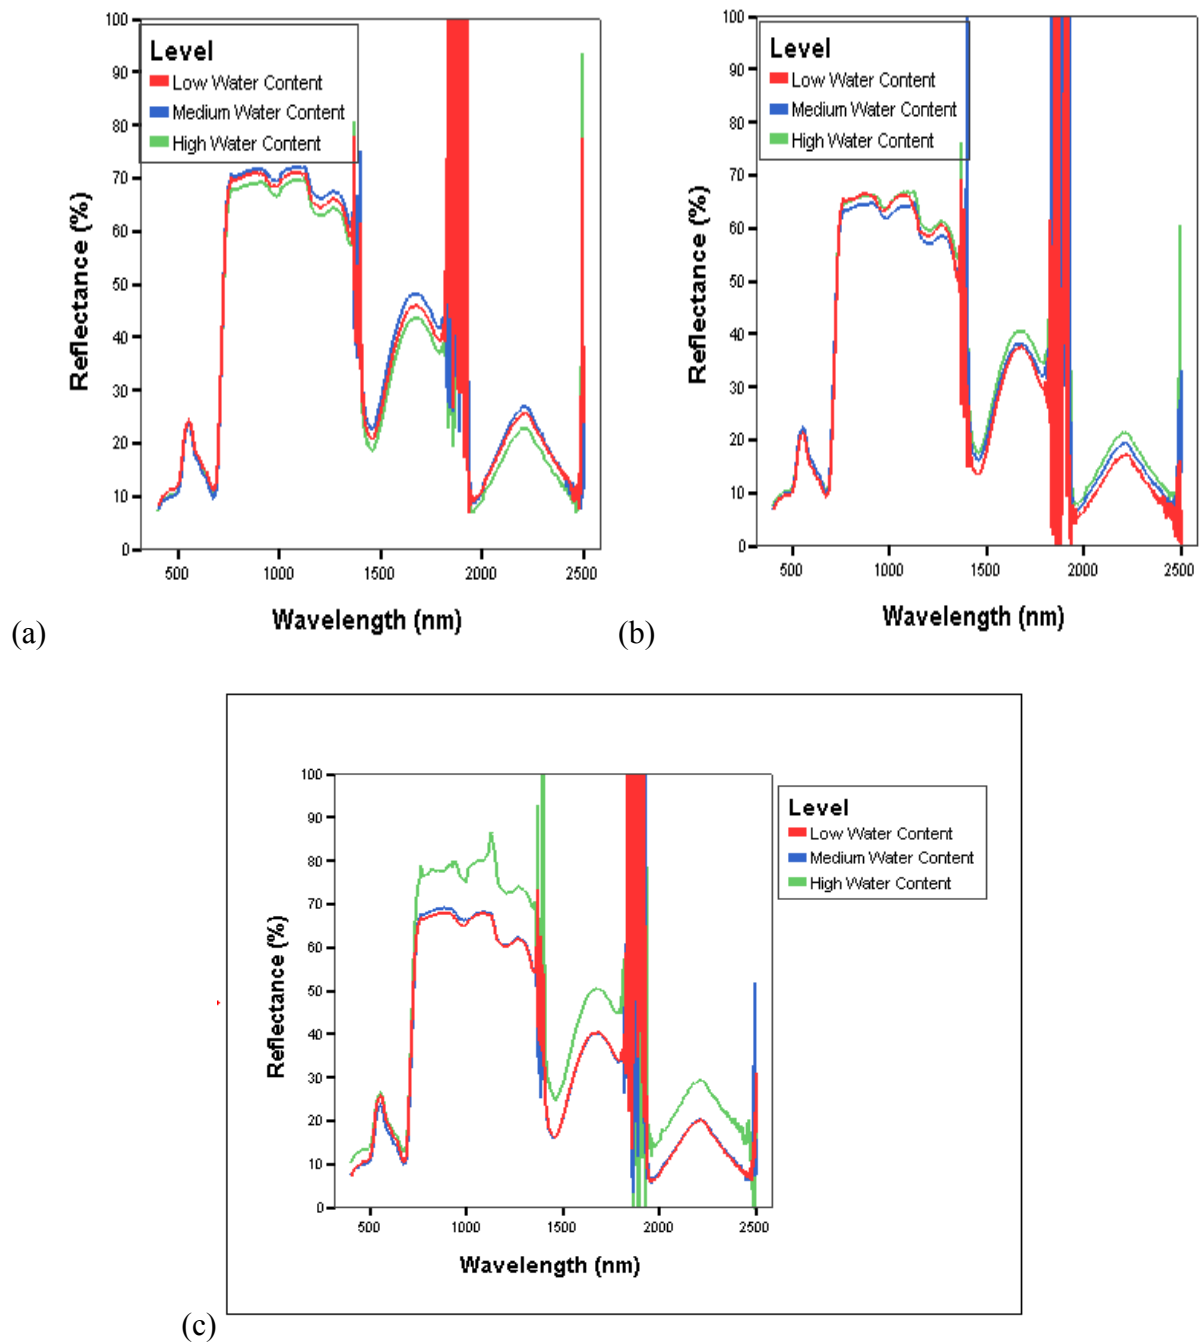 100
90
80
70
60
50
40
30
20
10
0
Reflectance (%)
Level
Low Water Content
Medium Water Content
High Water Content
500 1000 1500 2000 2500
Wavelength (nm)
(a)
100
90
80
70
60
50
40
30
20
10
0
Reflectance (%)
Level
Low Water Content
Medium Water Content
High Water Content
500 1000 1500 2000 2500
Wavelength (nm)
(b)
100
90
80
70
60
50
40
30
20
10
0
Reflectance (%)
Level
Low Water Content
Medium Water Content
High Water Content
500 1000 1500 2000 2500
Wavelength (nm)
(c)